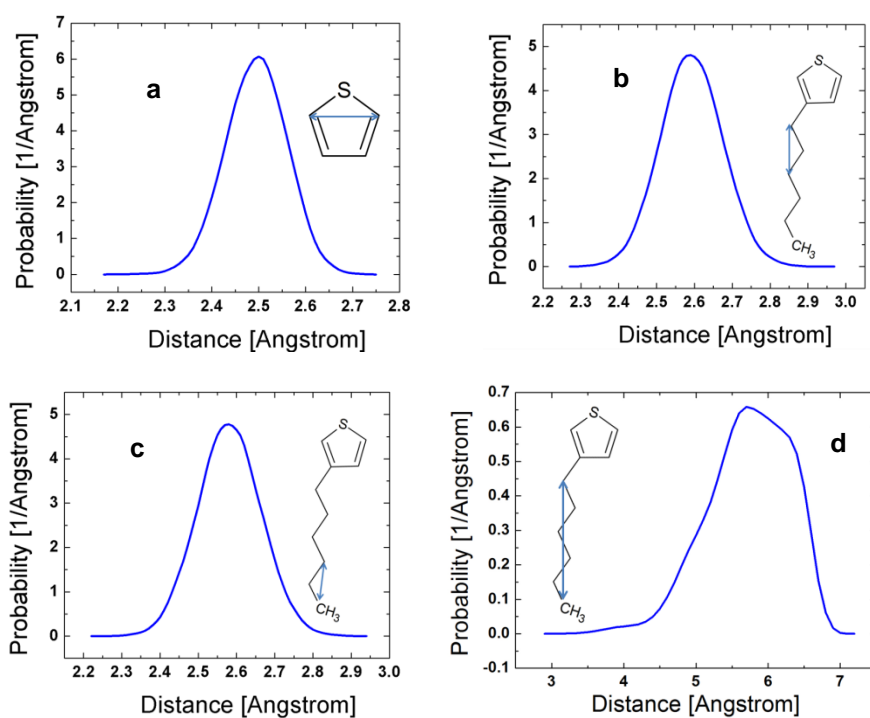 7
6
5
4
3
2
1
0
Probability [1/Angstrom]
a
S
2.1 2.2 2.3 2.4 2.5 2.6 2.7 2.8
Distance [Angstrom]
5
4
3
2
1
0
Probability [1/Angstrom]
b
S
CH3
2.2 2.3 2.4 2.5 2.6 2.7 2.8 2.9 3.0
Distance [Angstrom]
5
4
3
2
1
0
Probability [1/Angstrom]
c
S
CH3
2.2 2.3 2.4 2.5 2.6 2.7 2.8 2.9 3.0
Distance [Angstrom]
0.7
0.6
0.5
0.4
0.3
0.2
0.1
0.0
-0.1
Probability [1/Angstrom]
S
d
CH3
3 4 5 6 7
Distance [Angstrom]